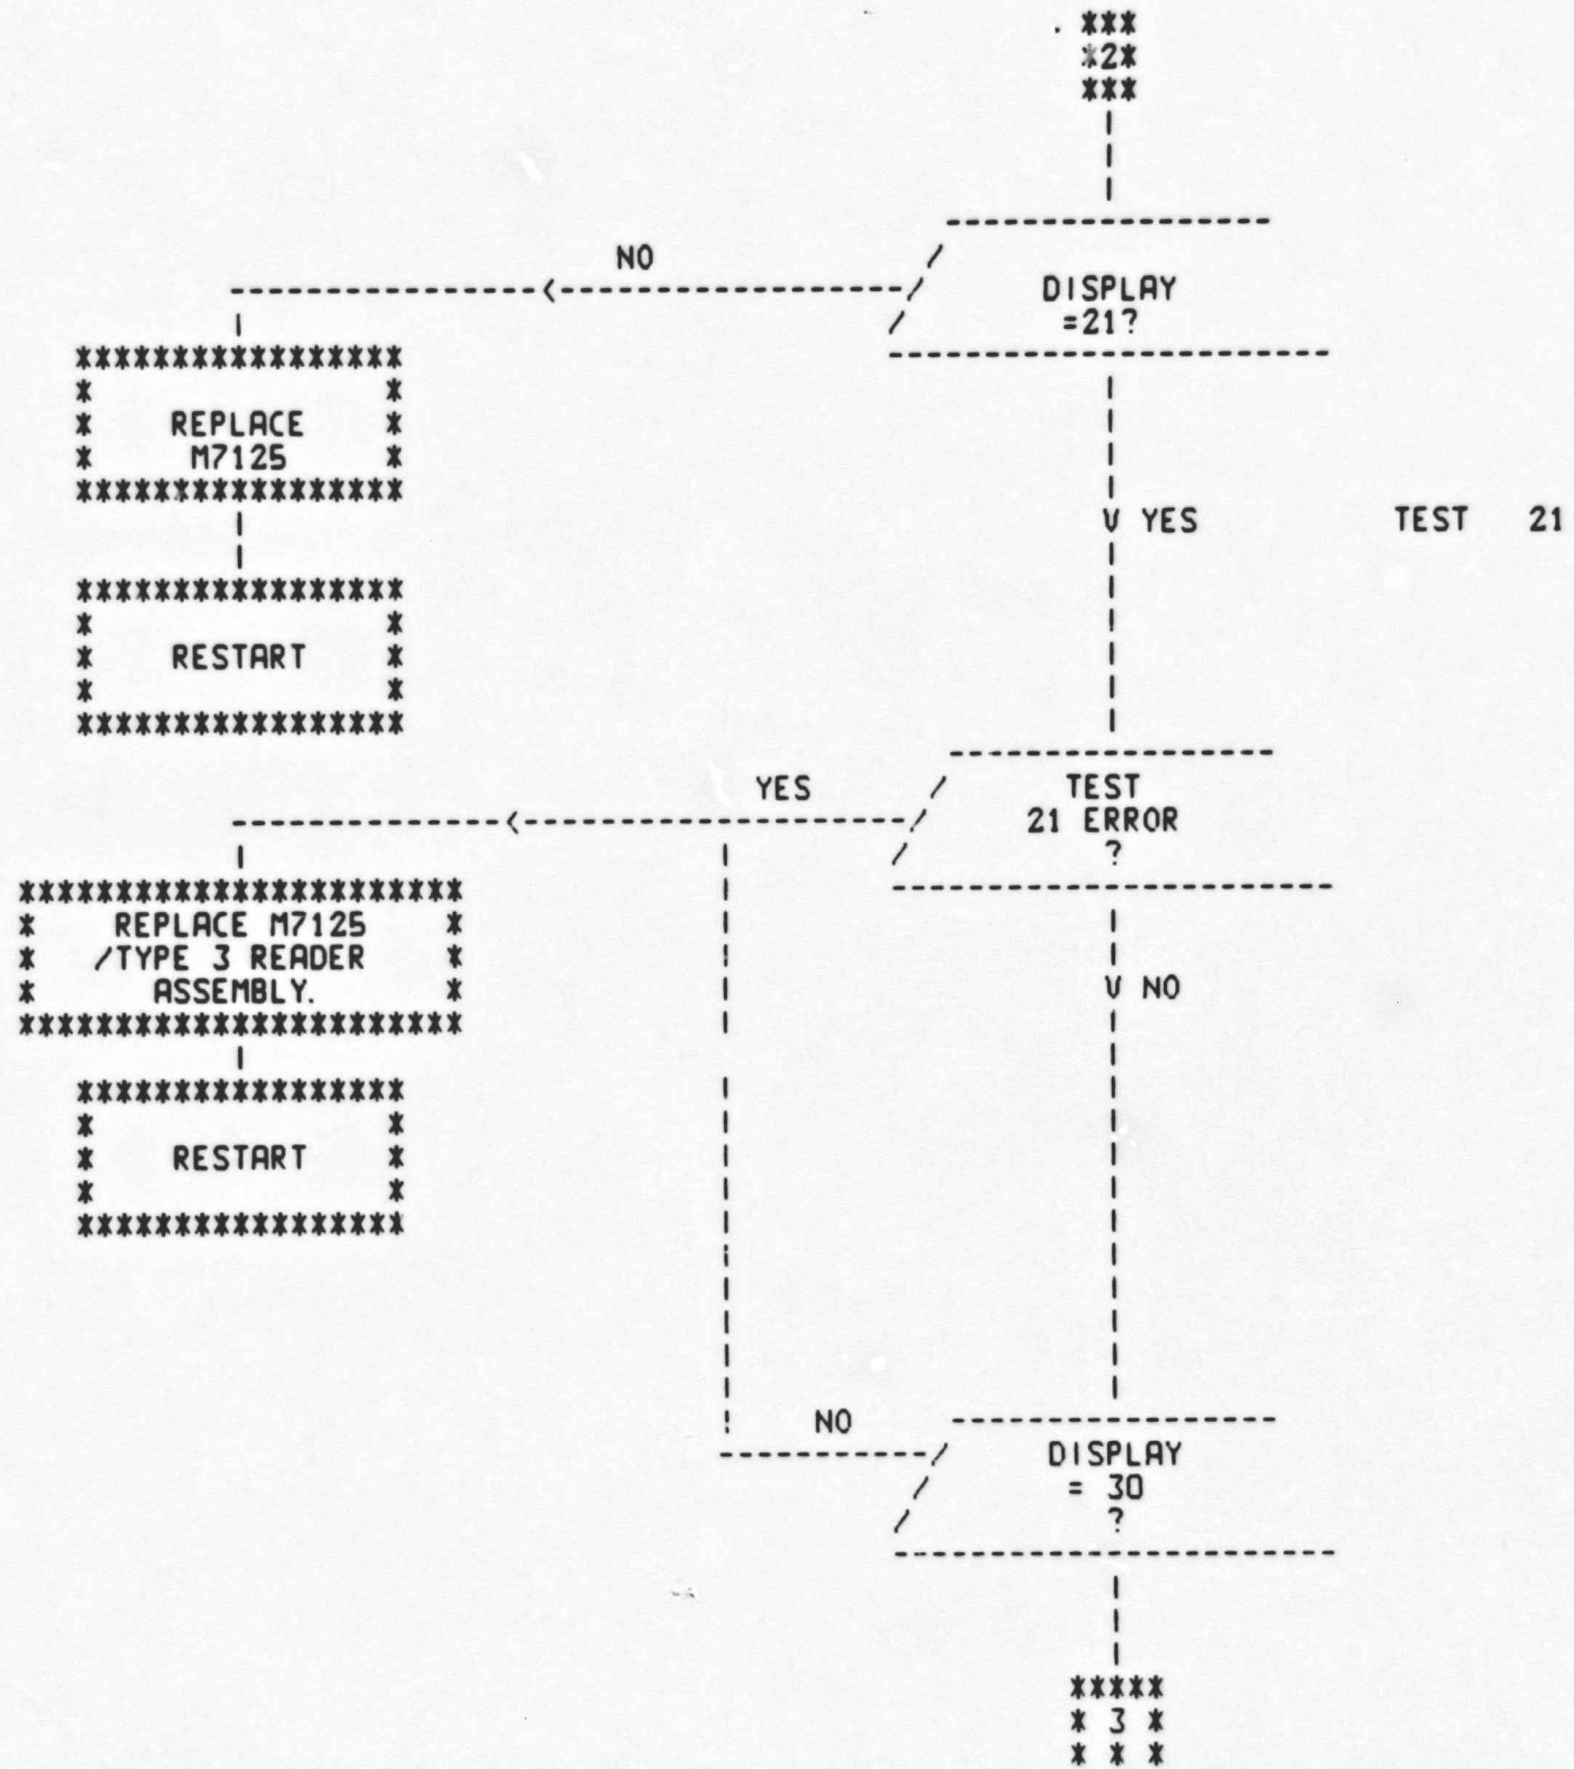 ***
*2*
***
NO
DISPLAY
=21?
REPLACE
M7125
YES
TEST 21
RESTART
YES
TEST
21 ERROR
?
REPLACE M7125
/TYPE 3 READER
ASSEMBLY.
NO
RESTART
NO
DISPLAY
= 30
?
*****
* 3 *
* * *